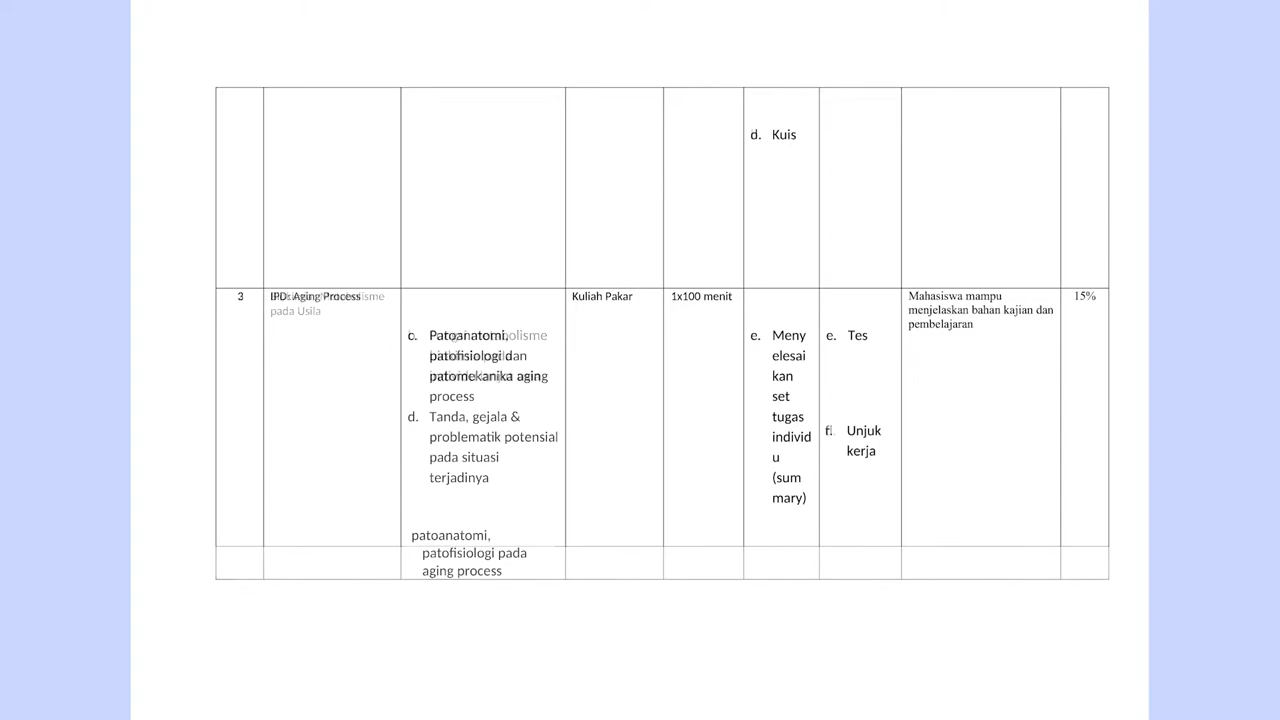 d. Kuis
3
IPD: Aging Process
pada Usila
Kuliah Pakar
1x100 menit
Mahasiswa mampu
menjelaskan bahan kajian dan
pembelajaran
15%
c. Patoanatomi,
patofisiologi dan
patomekanika aging
process
d. Tanda, gejala &
problematik potensial
pada situasi
terjadinya
patoanatomi,
patofisiologi pada
aging process
e. Meny
elesai
kan
set
tugas
individ
u
(sum
mary)
e. Tes
f. Unjuk
kerja